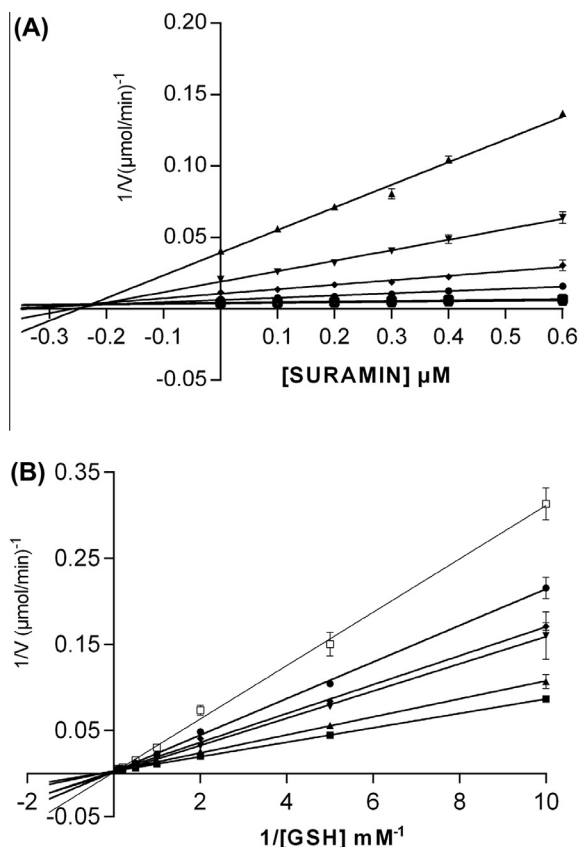 (A)
0.20
0.15
0.10
0.05
-0.3 -0.2 -0.1 0.1 0.2 0.3 0.4 0.5 0.6
-0.05
1/V(µmol/min)⁻¹
[SURAMIN] µM
(B)
0.35
0.25
0.15
0.05
-2 2 4 6 8 10
-0.05
1/V (µmol/min)⁻¹
1/[GSH] mM⁻¹